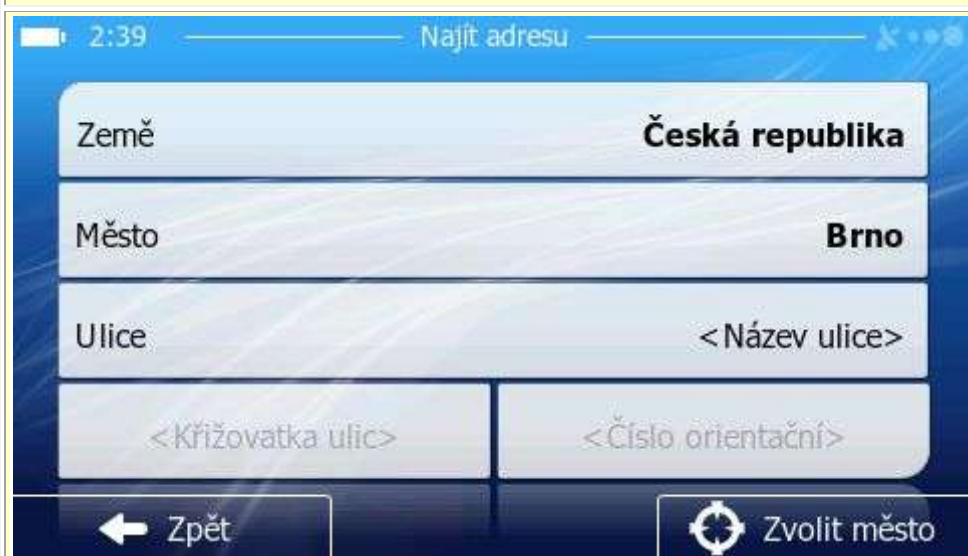 2:39 Najít adresu
Země Česká republika
Město Brno
Ulice <Název ulice>
<Křižovatka ulic> <Číslo orientační>
Zpět Zvolit město